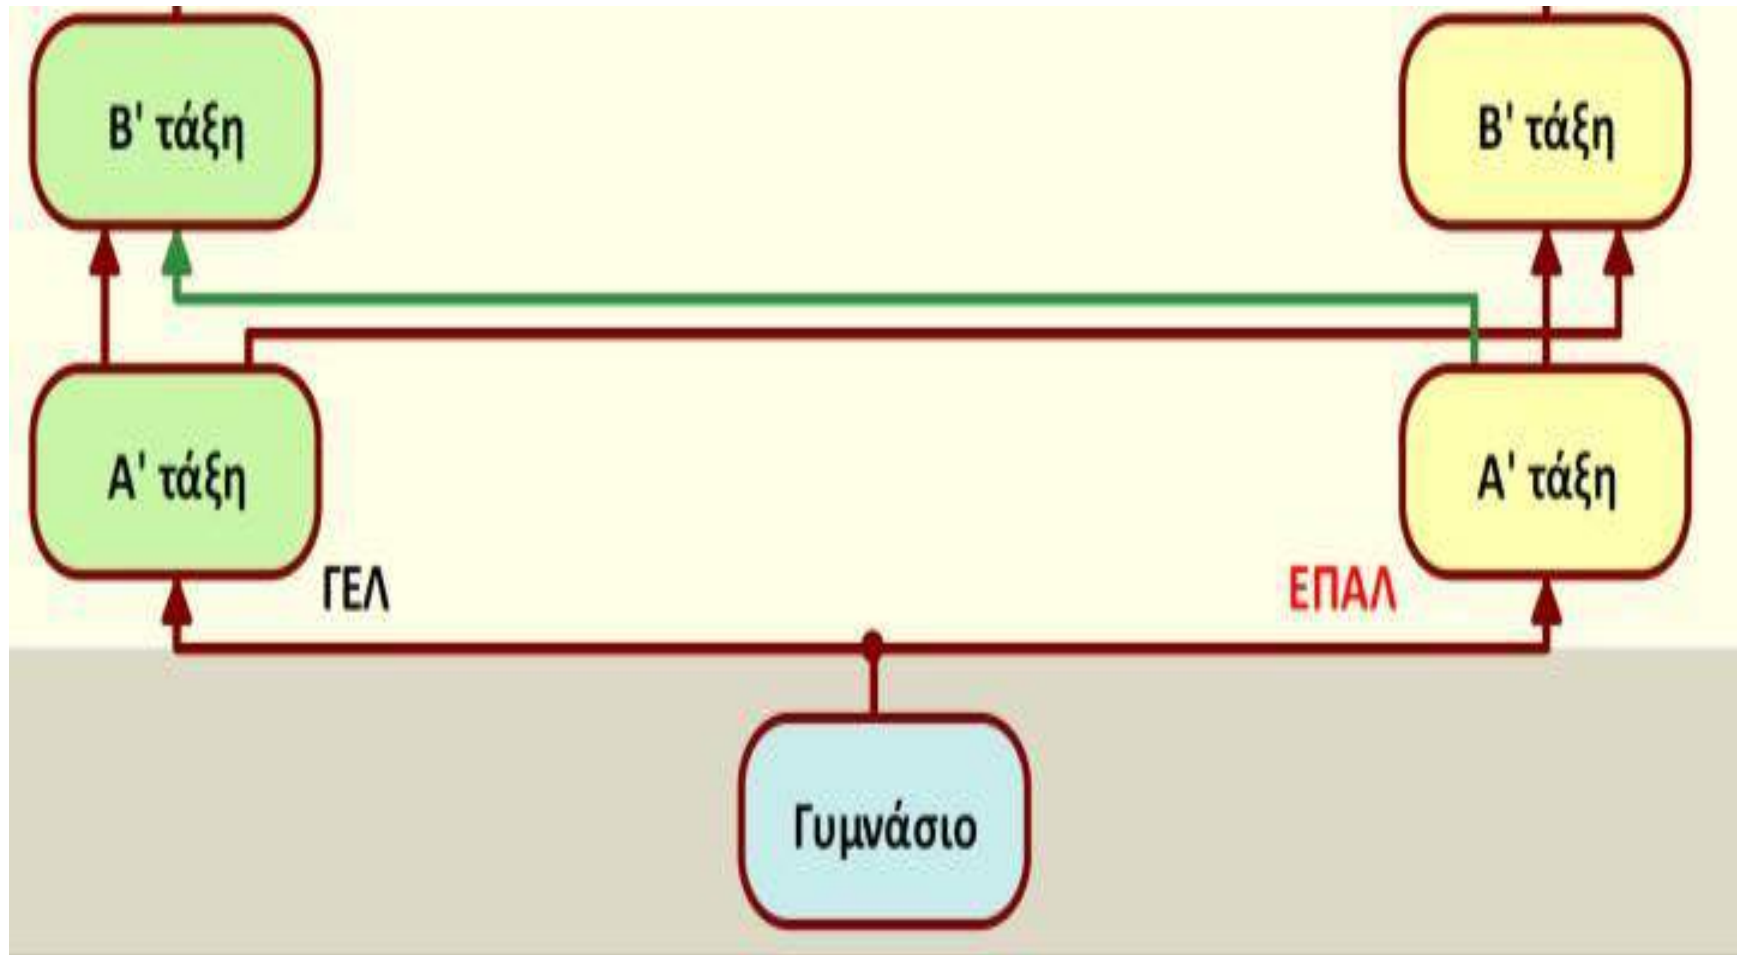 Β' τάξη
Β' τάξη
Α' τάξη
Α' τάξη
ΓΕΛ
ΕΠΑΛ
Γυμνάσιο